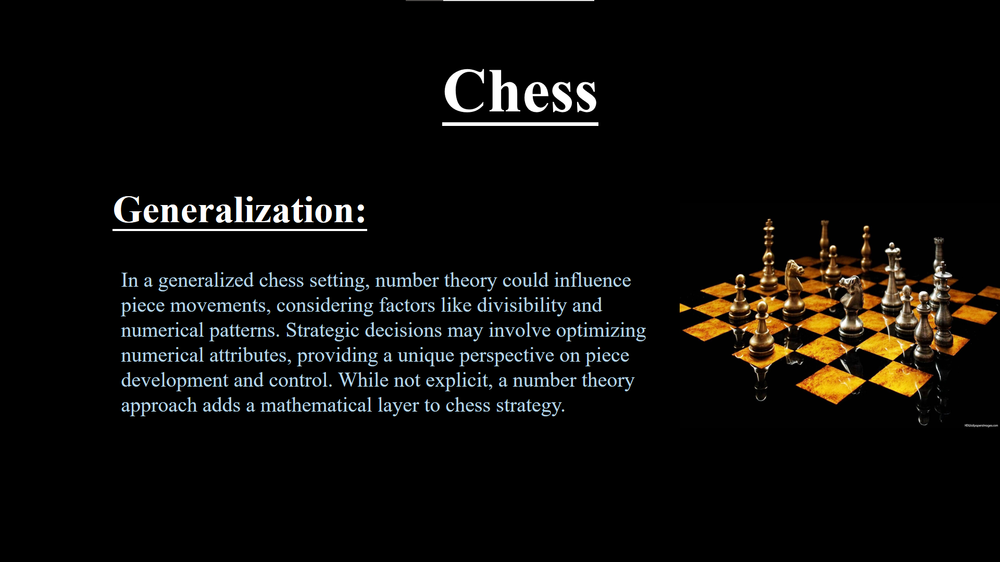 Chess
Generalization:
In a generalized chess setting, number theory could influence
piece movements, considering factors like divisibility and
numerical patterns. Strategic decisions may involve optimizing
numerical attributes, providing a unique perspective on piece
development and control. While not explicit, a number theory
approach adds a mathematical layer to chess strategy.
HDWallpapersImages.com